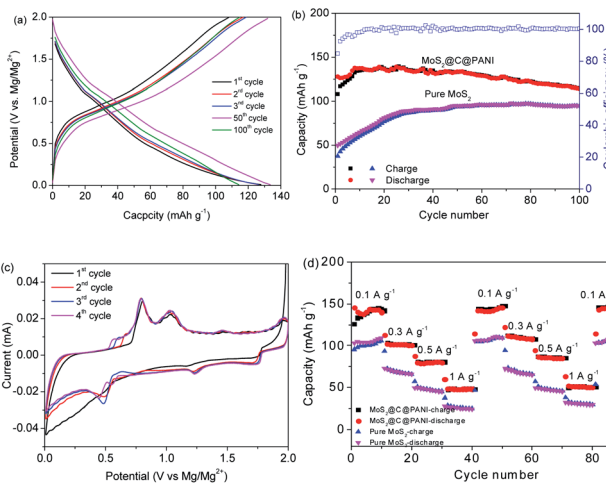 (a)
Potential (V vs. Mg/Mg²⁺)
2.0
1.5
1.0
0.5
0.0
1ˢᵗ cycle
2ʳᵈ cycle
3ʳᵈ cycle
50ᵗʰ cycle
100ᵗʰ cycle
0 20 40 60 80 100 120 140
Cacpcity (mAh g⁻¹)
(b)
Capacity (mAh g⁻¹)
200
150
100
50
0
MoS₂@C@PANI
Pure MoS₂
Charge
Discharge
0 20 40 60 80 100
Cycle number
100
80
60
40
20
0
(c)
Current (mA)
0.04
0.02
0.00
-0.02
-0.04
1ˢᵗ cycle
2ⁿᵈ cycle
3ʳᵈ cycle
4ᵗʰ cycle
0.0 0.5 1.0 1.5 2.0
Potential (V vs Mg/Mg²⁺)
(d)
Capacity (mAh g⁻¹)
200
150
100
50
0
0.1 A g⁻¹
0.3 A g⁻¹
0.5 A g⁻¹
1 A g⁻¹
0.1 A g⁻¹
0.3 A g⁻¹
0.5 A g⁻¹
1 A g⁻¹
MoS₂@C@PANI-charge
MoS₂@C@PANI-discharge
Pure MoS₂-charge
Pure MoS₂-discharge
0 20 40 60 80
Cycle number